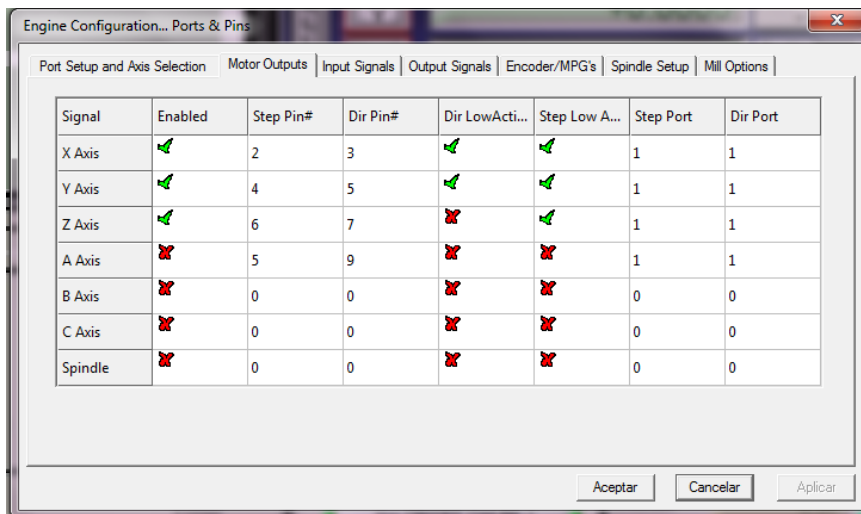 Engine Configuration... Ports & Pins
Port Setup and Axis Selection Motor Outputs Input Signals Output Signals Encoder/MPG's Spindle Setup Mill Options
Signal Enabled Step Pin# Dir Pin# Dir LowActi... Step Low A... Step Port Dir Port
X Axis 2 3 1 1
Y Axis 4 5 1 1
Z Axis 6 7 1 1
A Axis 5 9 1 1
B Axis 0 0 0 0
C Axis 0 0 0 0
Spindle 0 0 0 0
Aceptar Cancelar Aplicar